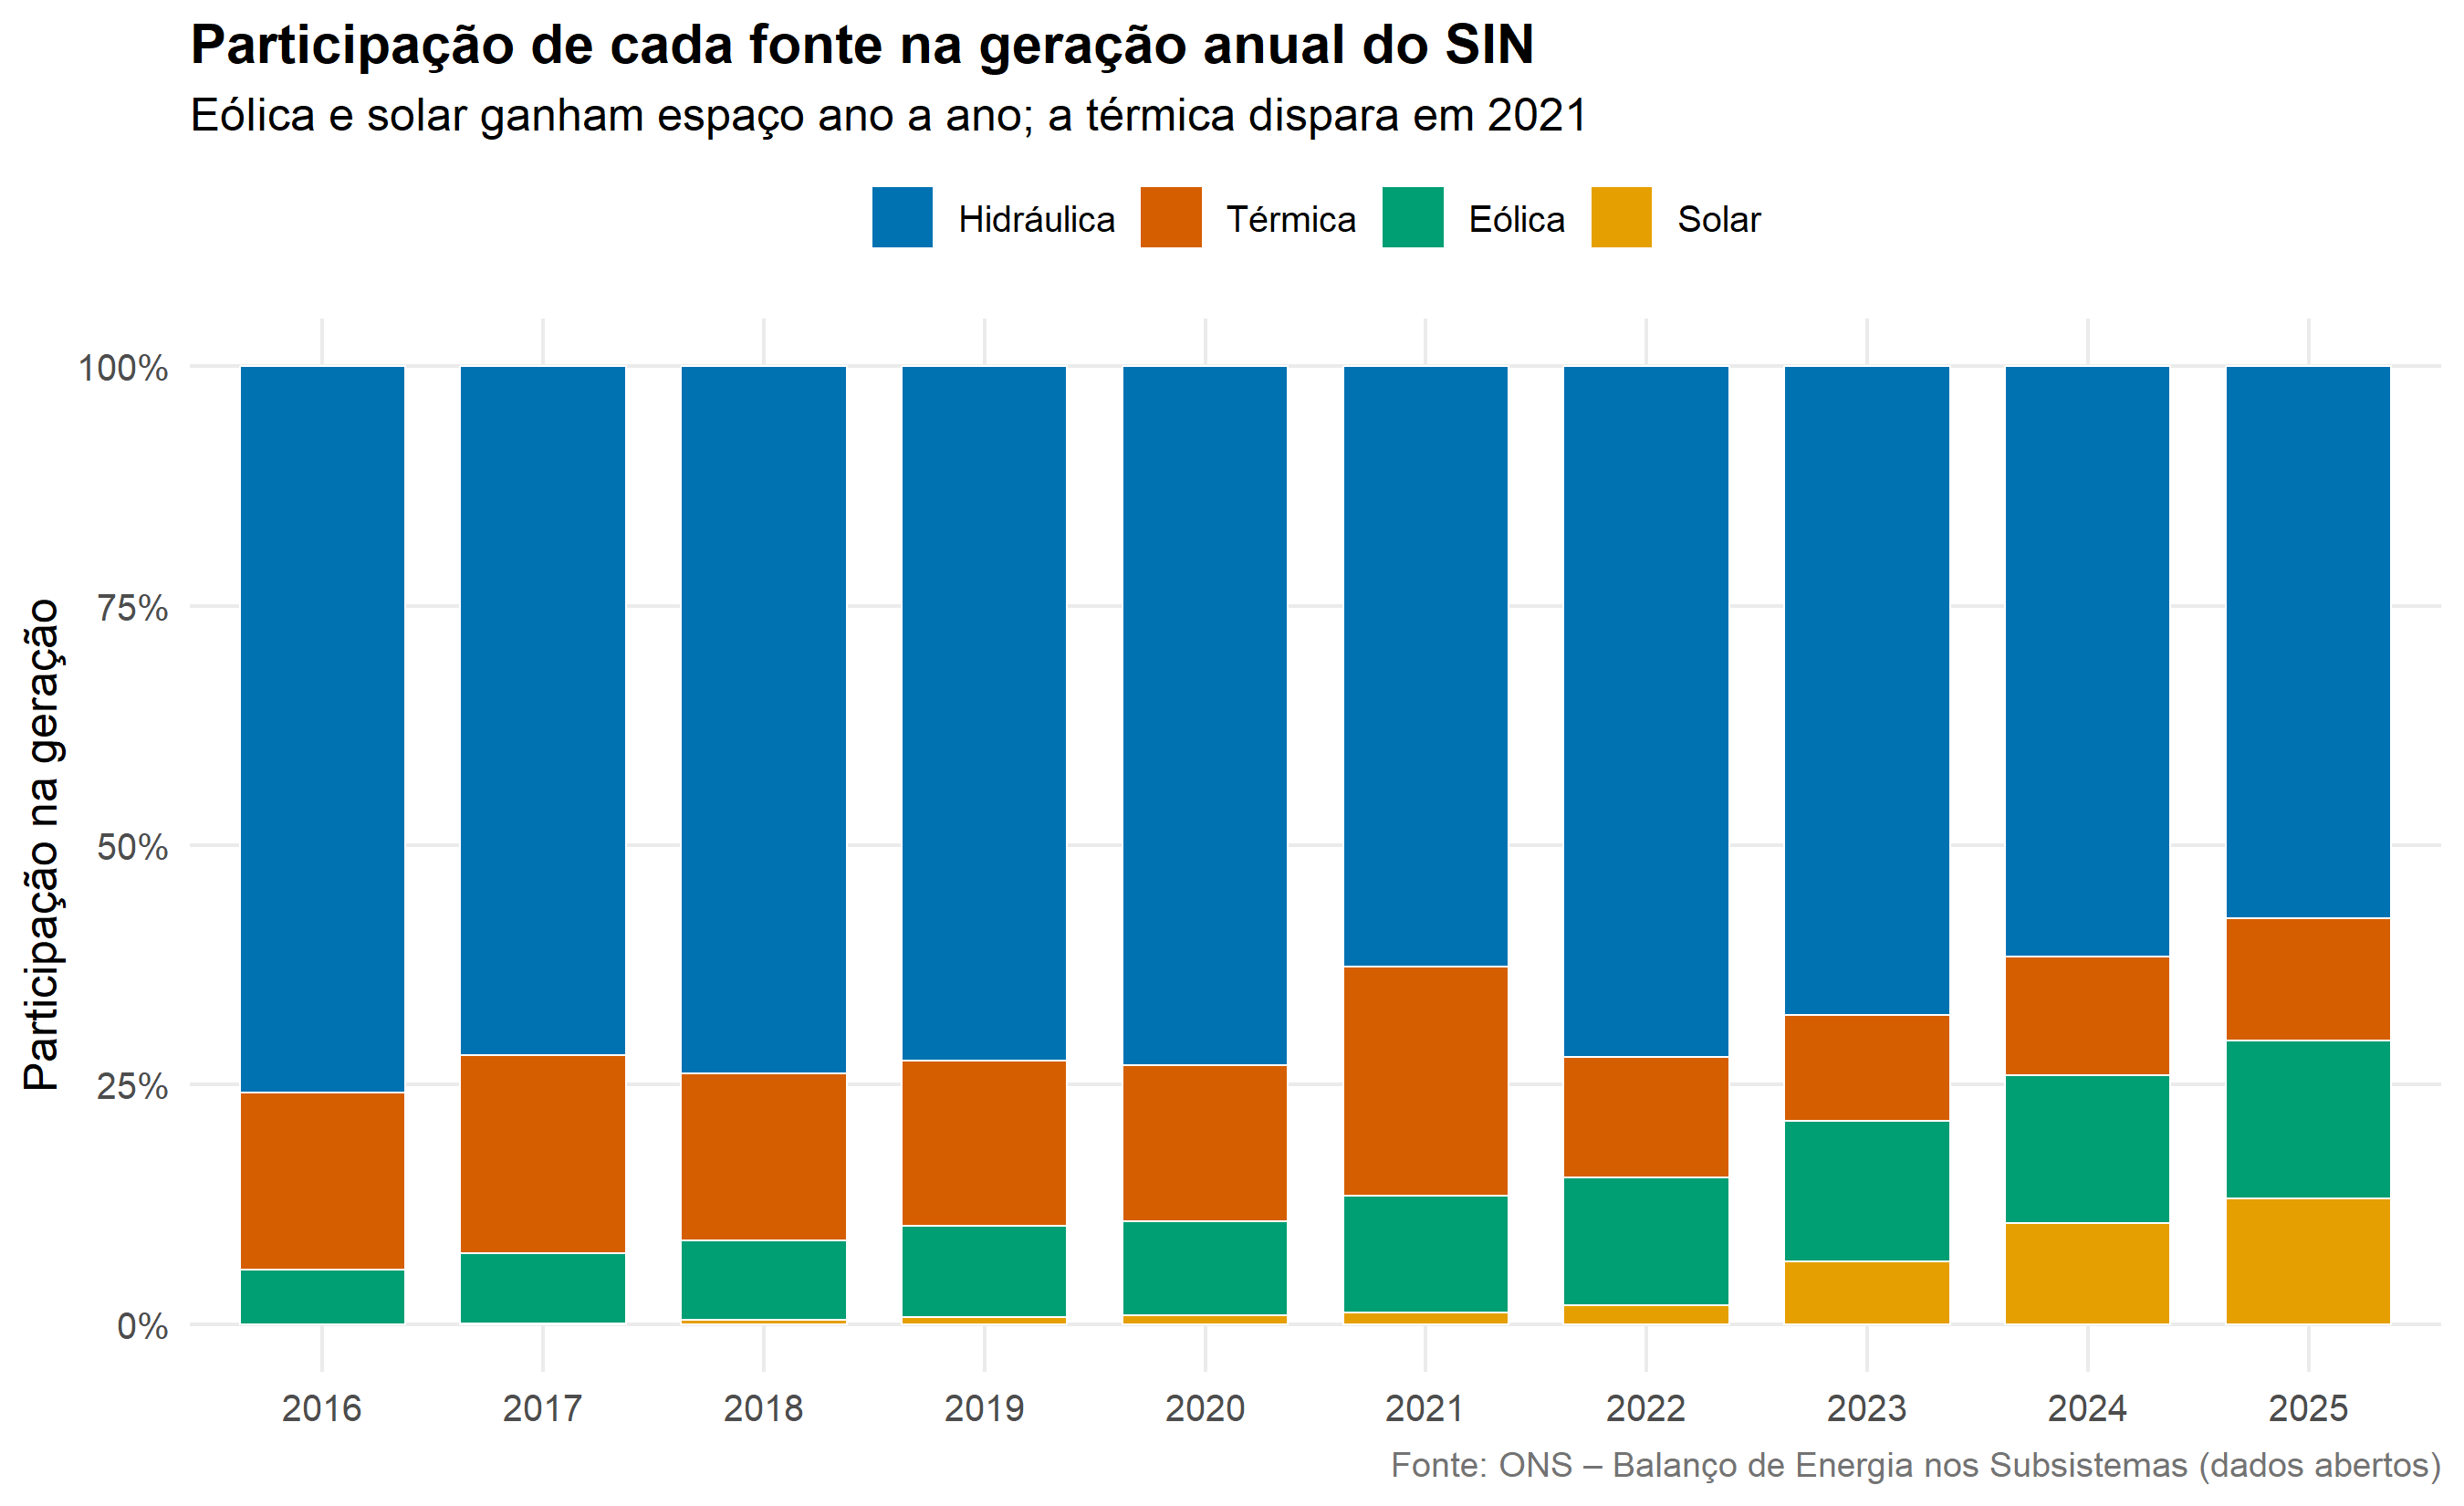 Participação de cada fonte na geração anual do SIN
Eólica e solar ganham espaço ano a ano; a térmica dispara em 2021
Hidráulica Térmica Eólica Solar
Participação na geração
100%
75%
50%
25%
0%
2016 2017 2018 2019 2020 2021 2022 2023 2024 2025
Fonte: ONS – Balanço de Energia nos Subsistemas (dados abertos)